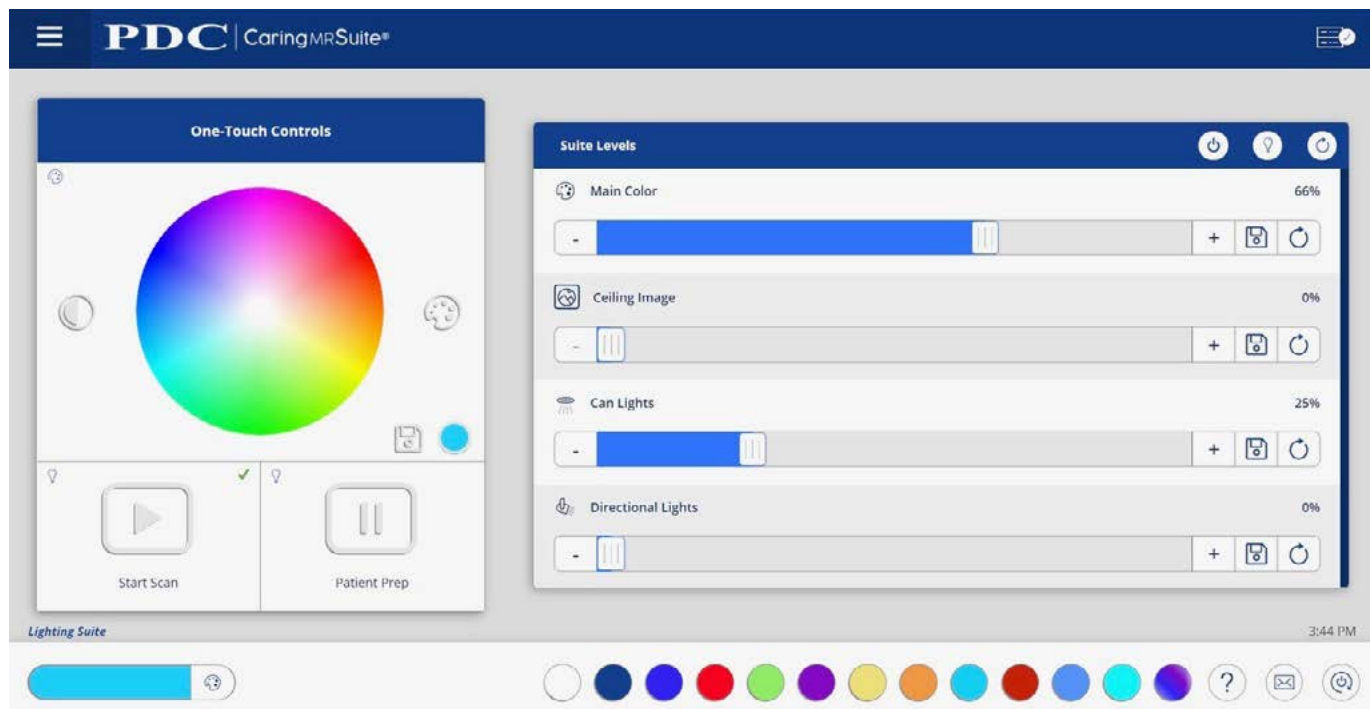 PDC | CaringMRSuite®
One-Touch Controls
Start Scan
Patient Prep
Suite Levels
Main Color
66%
-
+
Ceiling Image
0%
-
+
Can Lights
25%
-
+
Directional Lights
0%
-
+
Lighting Suite
3:44 PM
?